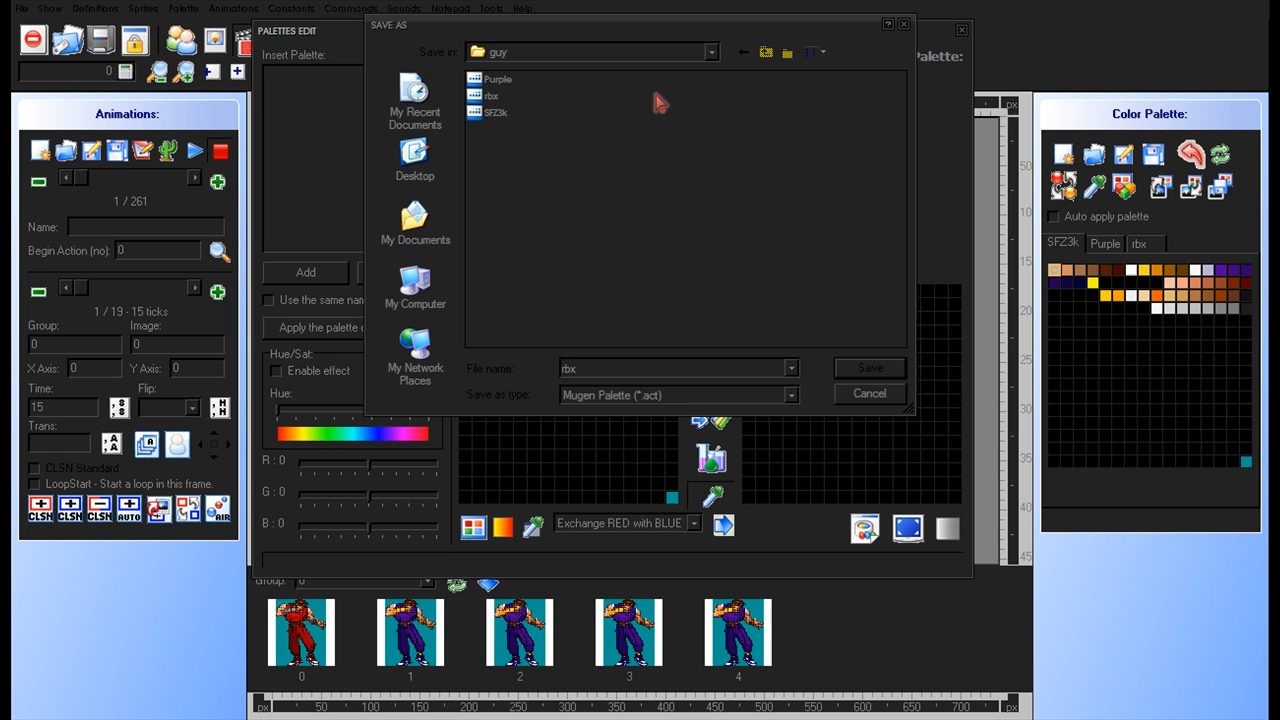 File Show Definitions Sprites Palette Animations Constants Commands Sounds Notepad Tools Help
PALETTES EDIT
SAVE AS
Insert Palette:
Save in:
guy
Palette:
0
Purple
rbx
SFZ3k
My Recent
Documents
Desktop
My Documents
My Computer
My Network
Places
File name:
rbx
Save
Save as type:
Mugen Palette (*.act)
Cancel
Animations:
1 / 261
Name:
Begin Action (no):
0
1 / 19 - 15 ticks
Group:
Image:
0
0
X Axis:
0
Y Axis:
0
Time:
Flip:
15
Trans:
CLSN Standard
LoopStart - Start a loop in this frame.
CLSN
CLSN
CLSN
AUTO
AIR
Add
Use the same nam
Apply the palette o
Hue/Sat:
Enable effect
Hue:
R : 0
G : 0
B : 0
Exchange RED with BLUE
Color Palette:
Auto apply palette
SFZ3k
Purple
rbx
px
50
10
15
20
25
30
35
40
45
px
Group:
0
0
1
2
3
4
px
50
100
150
200
250
300
350
400
450
500
550
600
650
700
px